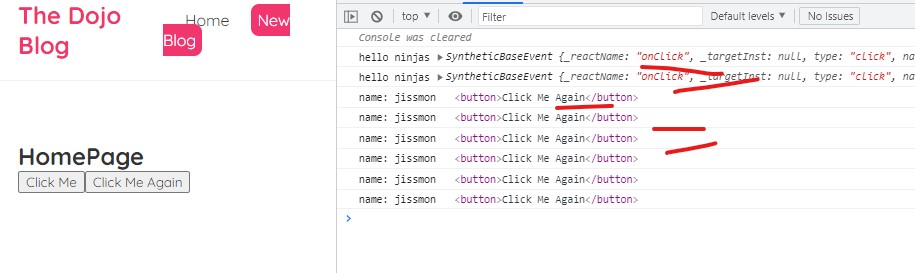 The Dojo
Blog
Home
New
Blog
HomePage
Click Me
Click Me Again
top
Filter
Default levels
No Issues
Console was cleared
hello ninjas SyntheticBaseEvent {_reactName: "onClick", _targetInst: null, type: "click", na
hello ninjas SyntheticBaseEvent {_reactName: "onClick", _targetInst: null, type: "click", na
name: jissmon <button>Click Me Again</button>
name: jissmon <button>Click Me Again</button>
name: jissmon <button>Click Me Again</button>
name: jissmon <button>Click Me Again</button>
name: jissmon <button>Click Me Again</button>
name: jissmon <button>Click Me Again</button>